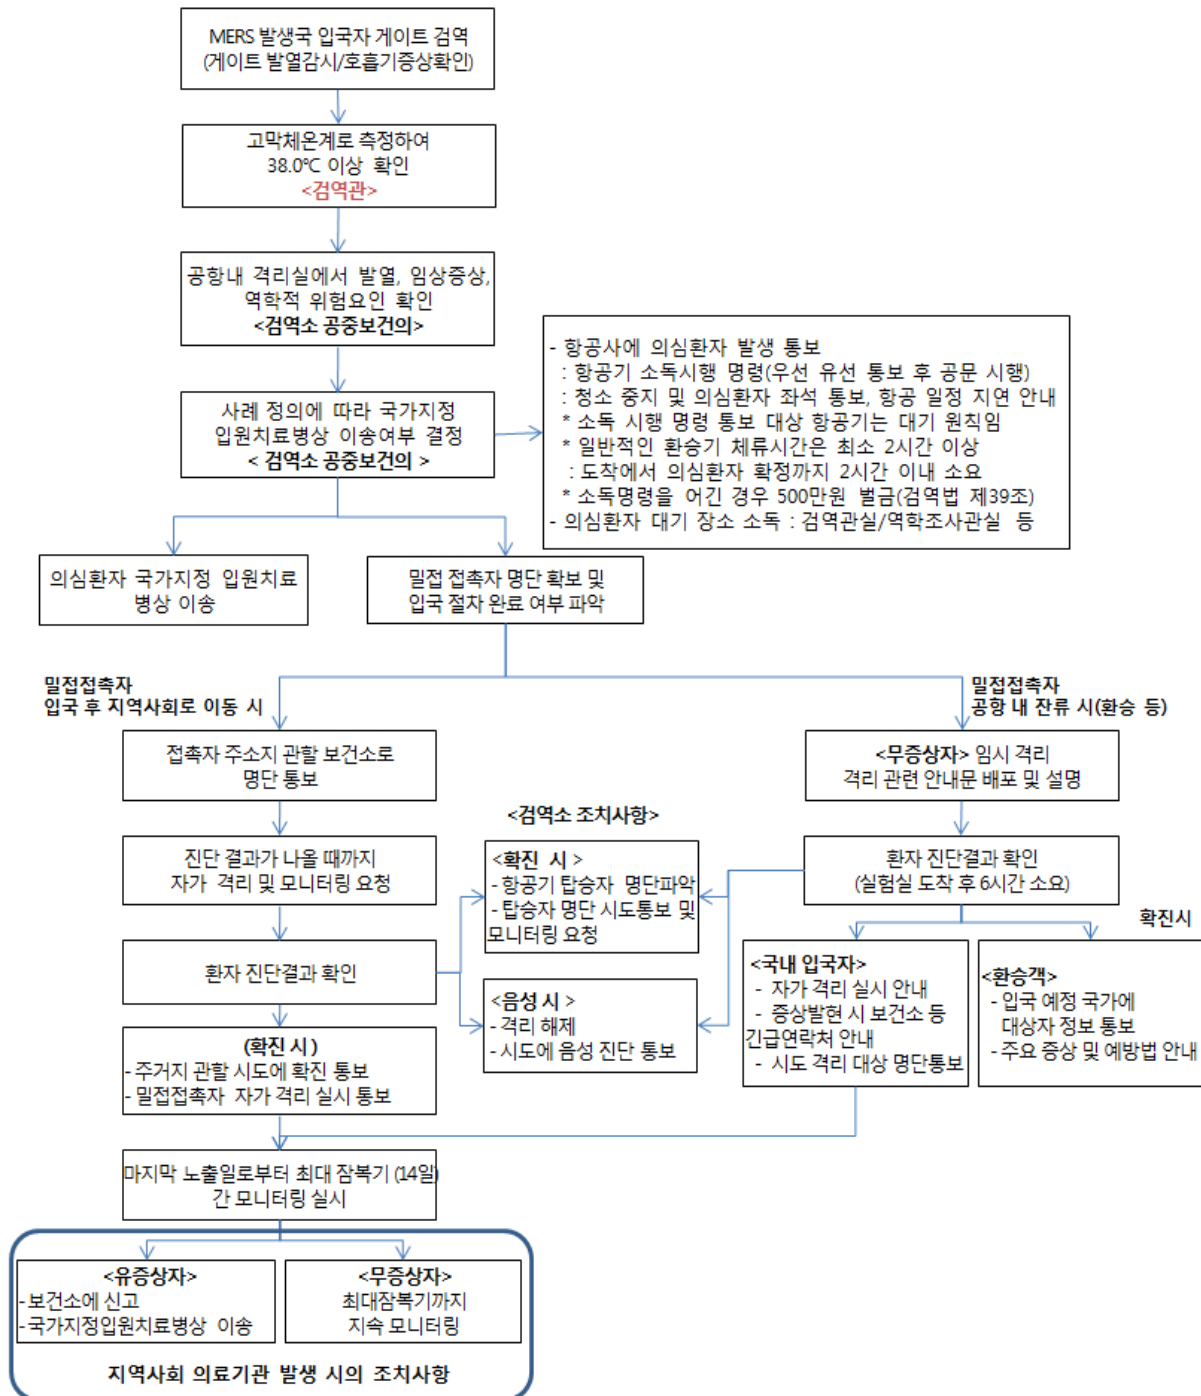 MERS 발생국 입국자 게이트 검역
(게이트 발열감시/호흡기증상확인)
고막체온계로 측정하여
38.0℃ 이상 확인
<검역관>
공항내 격리실에서 발열, 임상증상,
역학적 위험요인 확인
<검역소 공중보건의>
사례 정의에 따라 국가지정
입원치료병상 이송여부 결정
< 검역소 공중보건의 >
- 항공사에 의심환자 발생 통보
: 항공기 소독시행 명령(우선 유선 통보 후 공문 시행)
: 청소 중지 및 의심환자 좌석 통보, 항공 일정 지연 안내
* 소독 시행 명령 통보 대상 항공기는 대기 원칙임
* 일반적인 환승기 체류시간은 최소 2시간 이상
: 도착에서 의심환자 확정까지 2시간 이내 소요
* 소독명령을 어긴 경우 500만원 벌금(검역법 제39조)
- 의심환자 대기 장소 소독 : 검역관실/역학조사관실 등
의심환자 국가지정 입원치료
병상 이송
밀접 접촉자 명단 확보 및
입국 절차 완료 여부 파악
밀접접촉자
입국 후 지역사회로 이동 시
밀접접촉자
공항 내 잔류 시(환승 등)
접촉자 주소지 관할 보건소로
명단 통보
<무증상자> 임시 격리
격리 관련 안내문 배포 및 설명
<검역소 조치사항>
진단 결과가 나올 때까지
자가 격리 및 모니터링 요청
<확진 시 >
- 항공기 탑승자 명단파악
- 탑승자 명단 시도통보 및
모니터링 요청
환자 진단결과 확인
(실험실 도착 후 6시간 소요)
확진시
환자 진단결과 확인
<음성 시 >
- 격리 해제
- 시도에 음성 진단 통보
<국내 입국자>
- 자가 격리 실시 안내
- 증상발현 시 보건소 등
긴급연락처 안내
- 시도 격리 대상 명단통보
<환승객>
- 입국 예정 국가에
대상자 정보 통보
- 주요 증상 및 예방법 안내
(확진 시 )
- 주거지 관할 시도에 확진 통보
- 밀접접촉자 자가 격리 실시 통보
마지막 노출일로부터 최대 잠복기 (14일)
간 모니터링 실시
<유증상자>
- 보건소에 신고
- 국가지정입원치료병상 이송
<무증상자>
최대잠복기까지
지속 모니터링
지역사회 의료기관 발생 시의 조치사항